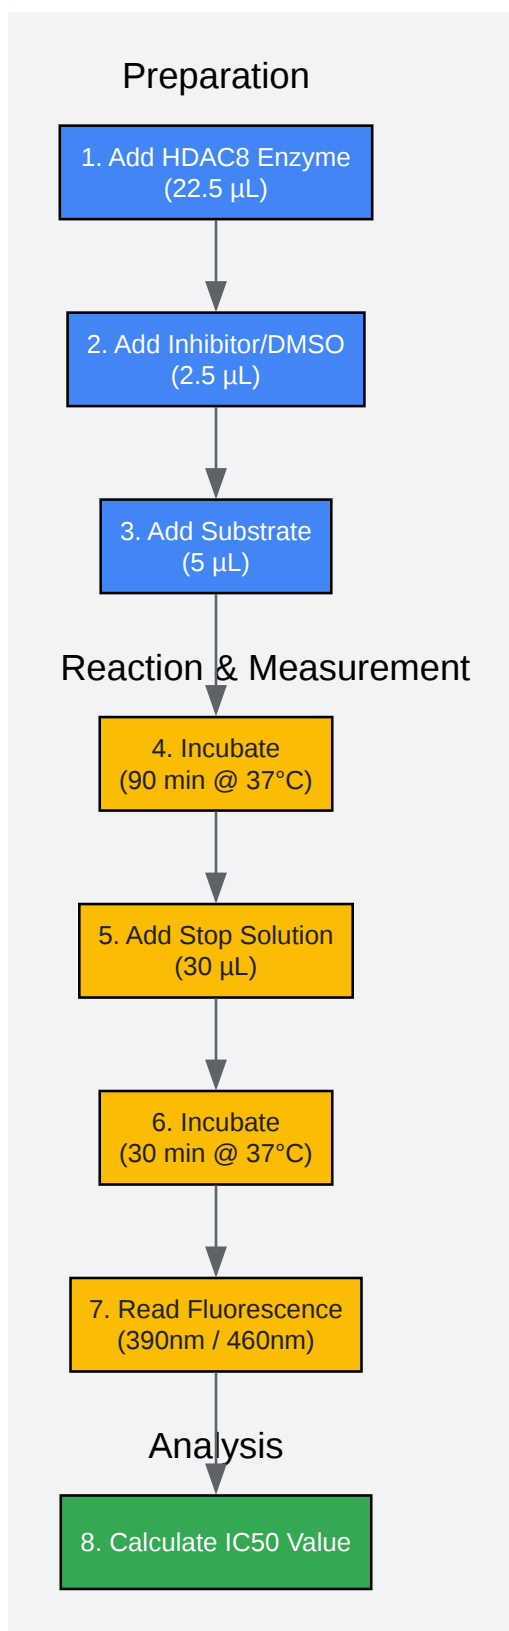 Preparation
1. Add HDAC8 Enzyme
(22.5 µL)
2. Add Inhibitor/DMSO
(2.5 µL)
3. Add Substrate
(5 µL)
Reaction & Measurement
4. Incubate
(90 min @ 37°C)
5. Add Stop Solution
(30 µL)
6. Incubate
(30 min @ 37°C)
7. Read Fluorescence
(390nm / 460nm)
Analysis
8. Calculate IC50 Value